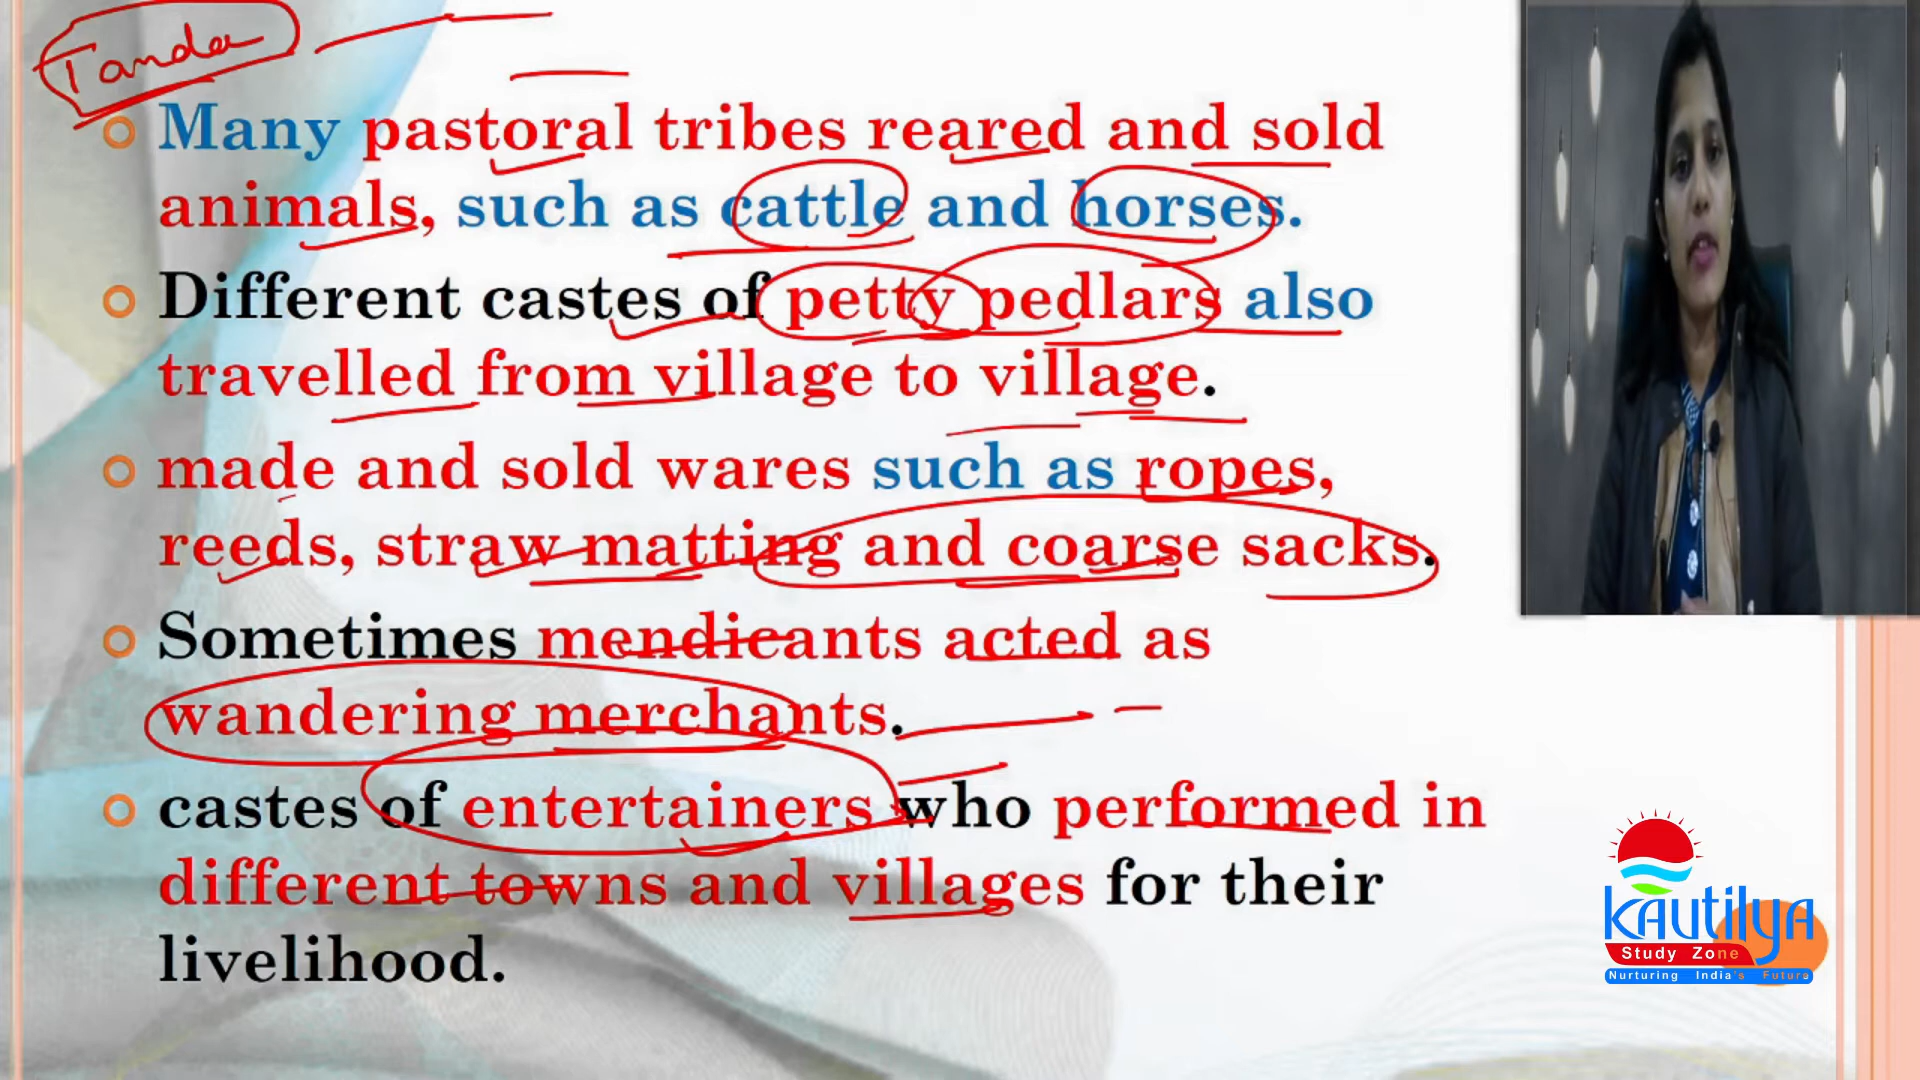 Tanda
Many pastoral tribes reared and sold
animals, such as cattle and horses.
Different castes of petty pedlars also
travelled from village to village.
made and sold wares such as ropes,
reeds, straw matting and coarse sacks.
Sometimes mendicants acted as
wandering merchants.
castes of entertainers who performed in
different towns and villages for their
livelihood.
KAUTILYA
Study Zone
Nurturing India's Future